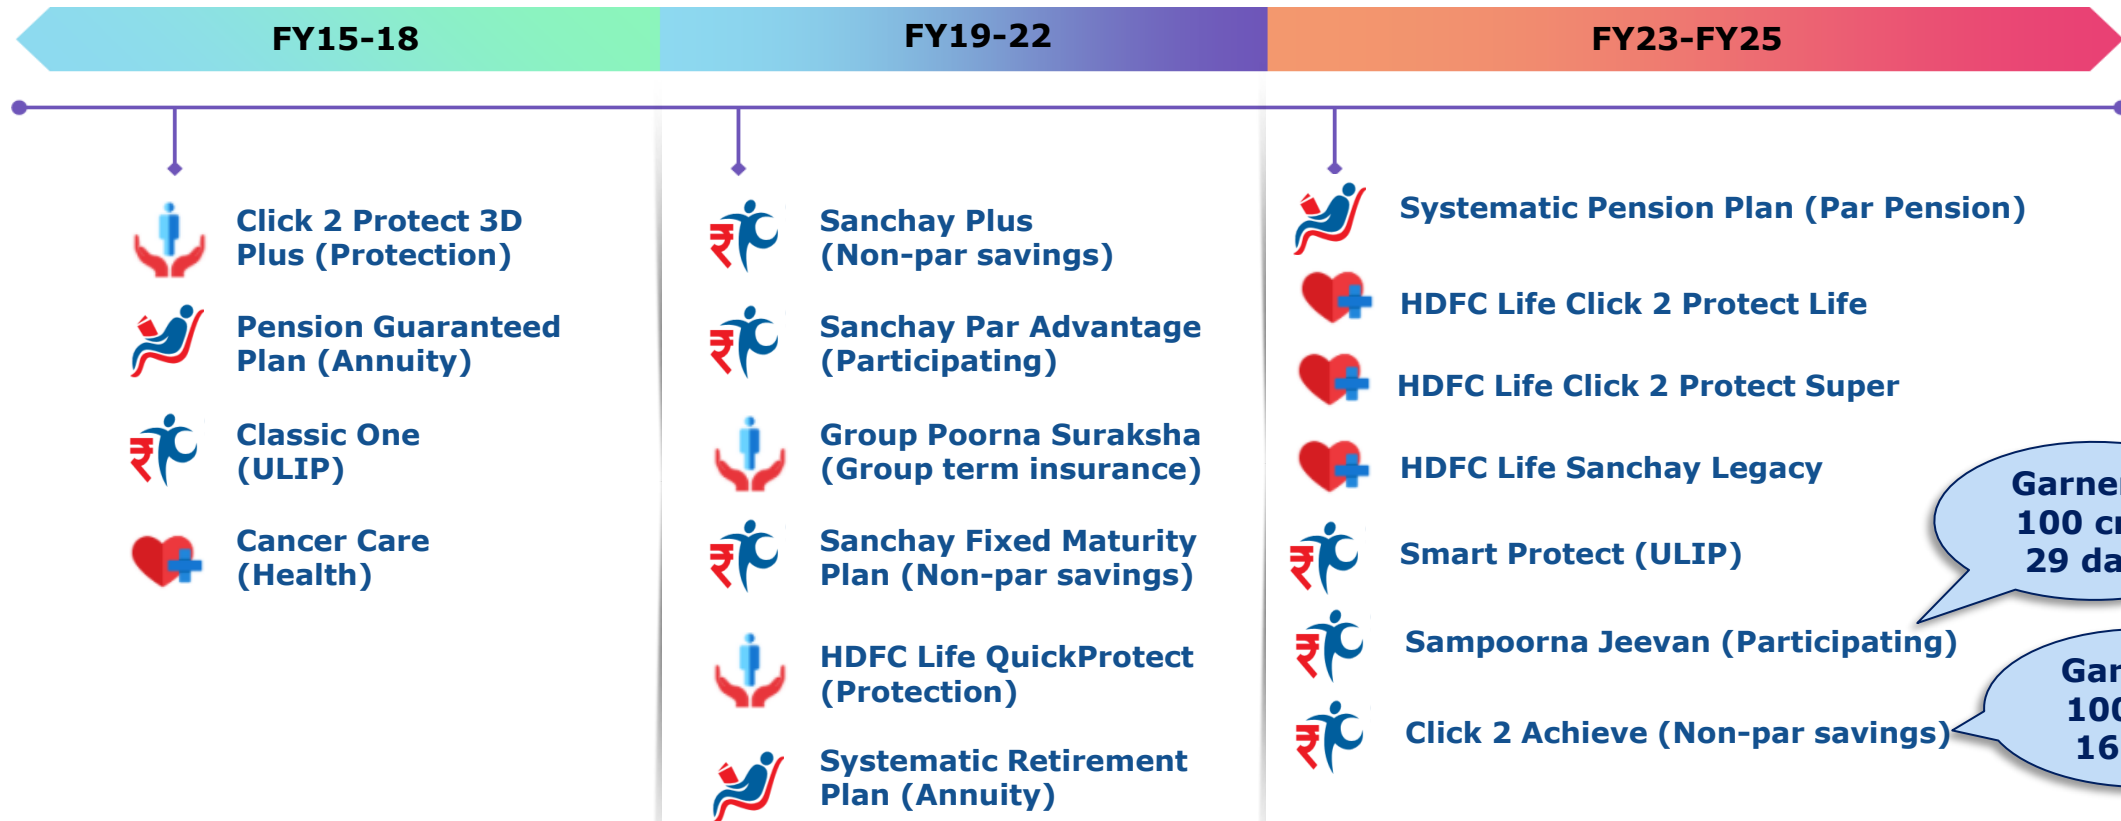 FY15-18
FY19-22
FY23-FY25
Click 2 Protect 3D
Plus (Protection)
Pension Guaranteed
Plan (Annuity)
Classic One
(ULIP)
Cancer Care
(Health)
Sanchay Plus
(Non-par savings)
Sanchay Par Advantage
(Participating)
Group Poorna Suraksha
(Group term insurance)
Sanchay Fixed Maturity
Plan (Non-par savings)
HDFC Life QuickProtect
(Protection)
Systematic Retirement
Plan (Annuity)
Systematic Pension Plan (Par Pension)
HDFC Life Click 2 Protect Life
HDFC Life Click 2 Protect Super
HDFC Life Sanchay Legacy
Smart Protect (ULIP)
Sampoorna Jeevan (Participating)
Click 2 Achieve (Non-par savings)
100
29
16